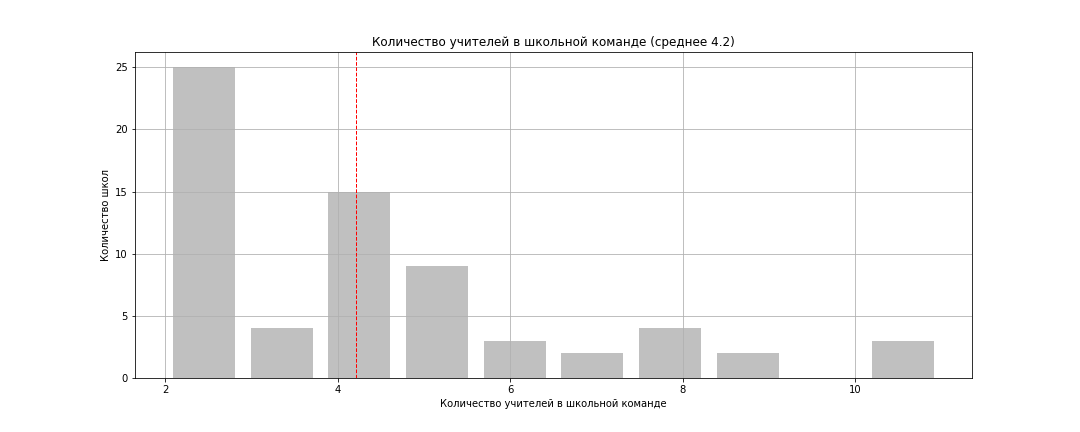 Количество учителей в школьной команде (среднее 4.2)
25
20
15
10
5
0
Количество школ
2 4 6 8 10
Количество учителей в школьной команде